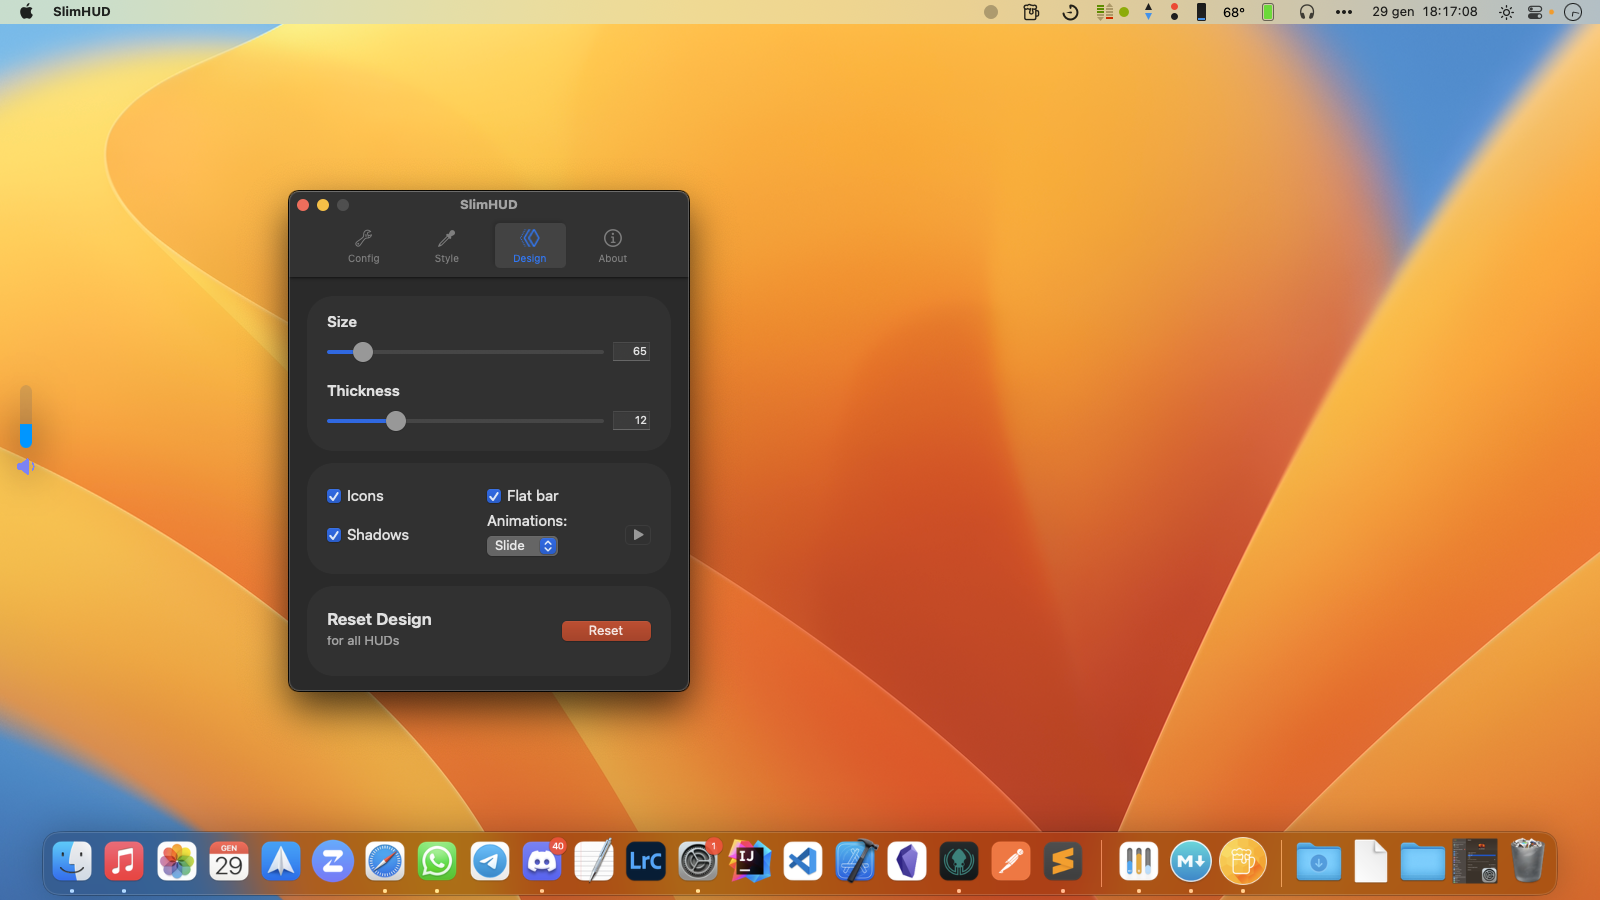 SlimHUD
68°
29 gen 18:17:08
SlimHUD
Config
Style
Design
About
Size
65
Thickness
12
Icons
Flat bar
Shadows
Animations:
Slide
Reset Design
for all HUDs
Reset
GEN
29
Z
40
LrC
1
IJ
M